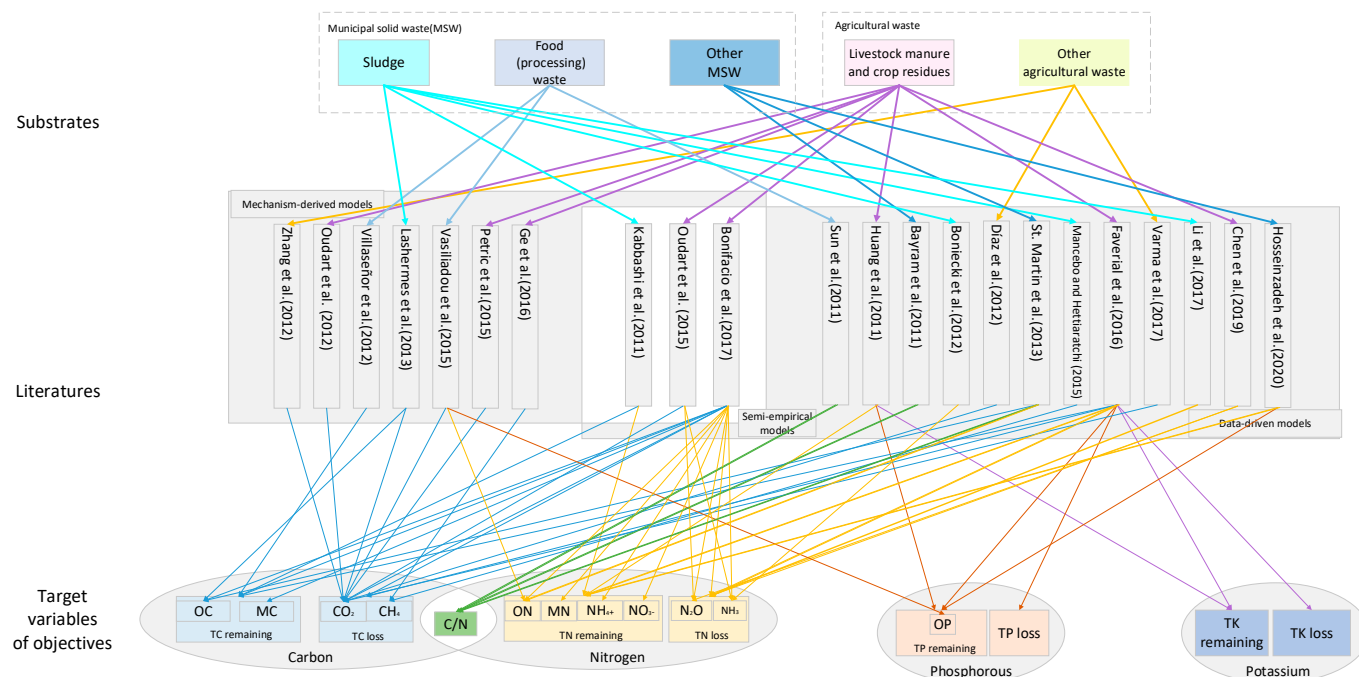 Municipal solid waste(MSW)
Agricultural waste
Sludge
Food
(processing)
waste
Other
MSW
Livestock manure
and crop residues
Other
agricultural waste
Substrates
Mechanism-derived models
Zhang et al.(2012)
Oudart et al. (2012)
Villaseñor et al.(2012)
Lashermes et al.(2013)
Vasiliadou et al.(2015)
Petric et al.(2015)
Ge et al.(2016)
Kabbashi et al.(2011)
Oudart et al. (2015)
Bonifacio et al.(2017)
Sun et al.(2011)
Huang et al.(2011)
Bayram et al.(2011)
Boniecki et al.(2012)
Díaz et al.(2012)
St. Martin et al.(2013)
Mancebo and Hettiaratchi (2015)
Faverial et al.(2016)
Varma et al.(2017)
Li et al.(2017)
Chen et al.(2019)
Hosseinzadeh et al.(2020)
Literatures
Semi-empirical
models
Data-driven models
Target
variables
of objectives
OC
MC
TC remaining
CO₂
CH₄
TC loss
Carbon
C/N
ON
MN
NH₄₊
NO₃₋
TN remaining
N₂O
NH₃
TN loss
Nitrogen
OP
TP remaining
TP loss
Phosphorous
TK
remaining
TK loss
Potassium